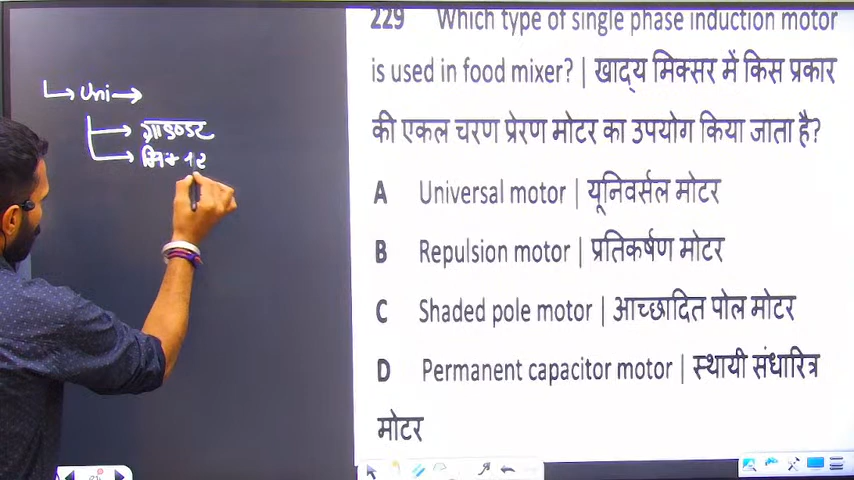 Uni
ग्राइण्डर
229 Which type of single phase induction motor
is used in food mixer? | खाद्य मिक्सर में किस प्रकार
की एकल चरण प्रेरण मोटर का उपयोग किया जाता है?
A Universal motor | यूनिवर्सल मोटर
B Repulsion motor | प्रतिकर्षण मोटर
C Shaded pole motor | आच्छादित पोल मोटर
D Permanent capacitor motor | स्थायी संधारित्र
मोटर